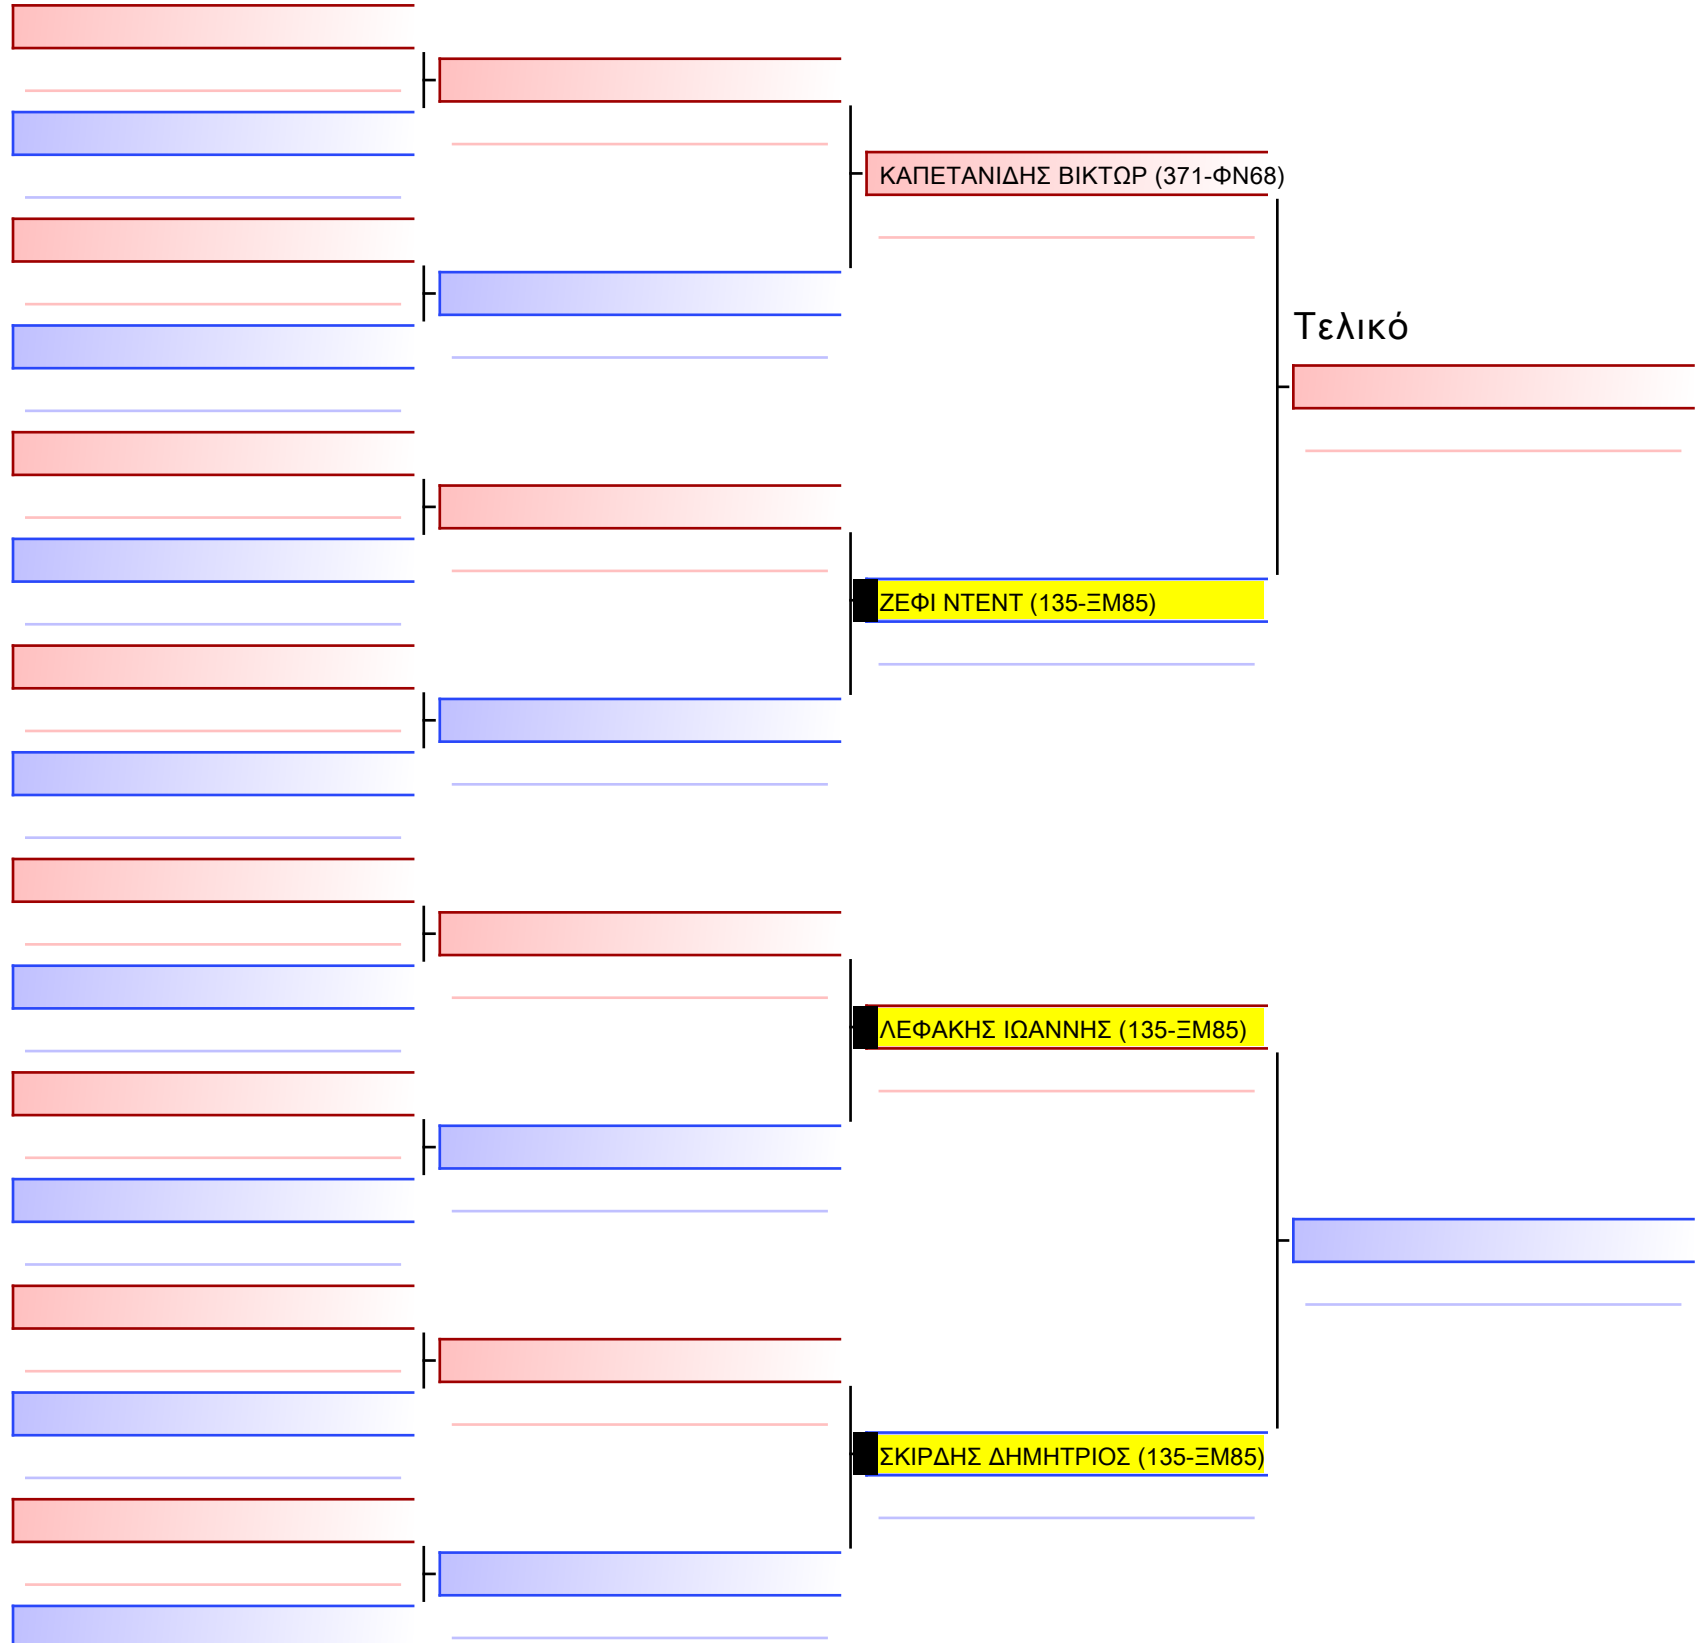 ΚΑΠΕΤΑΝΙΔΗΣ ΒΙΚΤΩΡ (371-ΦΝ68)
Τελικό
ΖΕΦΙ ΝΤΕΝΤ (135-ΞΜ85)
ΛΕΦΑΚΗΣ ΙΩΑΝΝΗΣ (135-ΞΜ85)
ΣΚΙΡΔΗΣ ΔΗΜΗΤΡΙΟΣ (135-ΞΜ85)